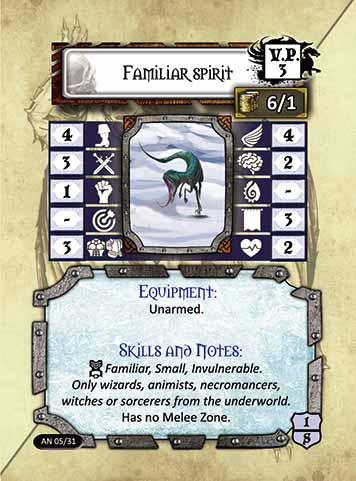 Familiar spirit
V.P.
3
6/1
4 4
3 2
1 -
- 3
3 2
Equipment:
Unarmed.
Skills and Notes:
Familiar, Small, Invulnerable.
Only wizards, animists, necromancers,
witches or sorcerers from the underworld.
Has no Melee Zone.
AN 05/31
1
S